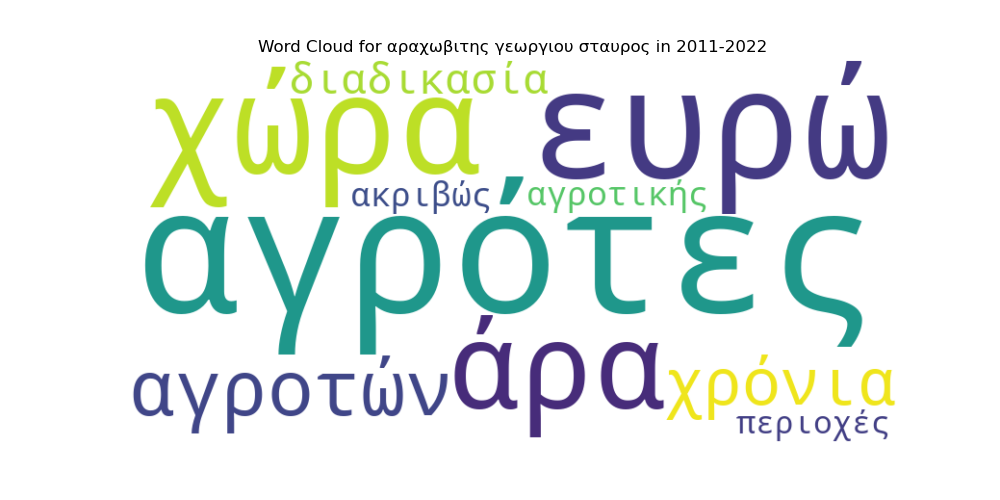 Word Cloud for αραχωβιτης γεωργιου σταυρος in 2011-2022
διαδικασία
χώρα ευρώ
ακριβώς αγροτικής
αγρότες
αγροτών άρα χρόνια
περιοχές